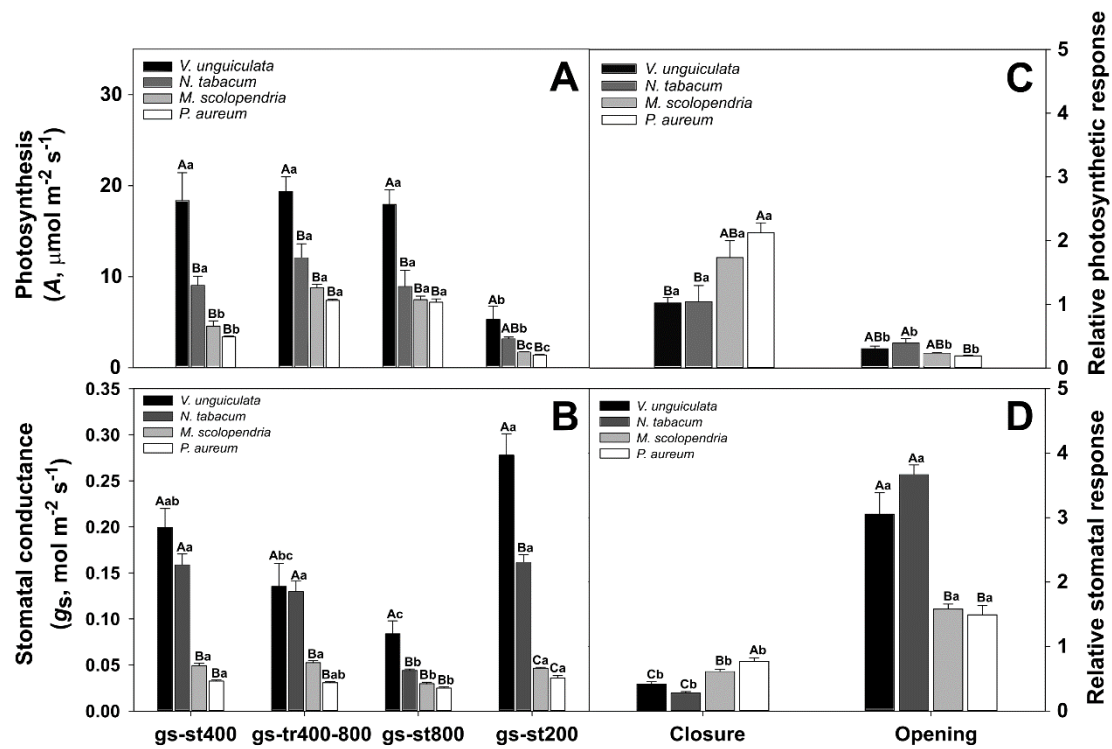 A
V. unguiculata
N. tabacum
M. scolopendria
P. aureum
Photosynthesis
(A, μmol m-2 s-1)
30
20
10
0
Aa
Ba
Bb
Bb
Aa
Ba
Ba
Ba
Aa
Ba
Ba
Ba
Ab
ABb
Bc
Bc
C
V. unguiculata
N. tabacum
M. scolopendria
P. aureum
Relative photosynthetic response
5
4
3
2
1
0
Ba
Ba
ABa
Aa
ABb
Ab
ABb
Bb
B
V. unguiculata
N. tabacum
M. scolopendria
P. aureum
Stomatal conductance
(gs, mol m-2 s-1)
0.35
0.30
0.25
0.20
0.15
0.10
0.05
0.00
Aab
Aa
Ba
Ba
Abc
Aa
Ba
Bab
Ac
Bb
Bb
Bb
Aa
Ba
Ca
Ca
gs-st400
gs-tr400-800
gs-st800
gs-st200
D
V. unguiculata
N. tabacum
M. scolopendria
P. aureum
Relative stomatal response
5
4
3
2
1
0
Cb
Cb
Bb
Ab
Aa
Aa
Ba
Ba
Closure
Opening